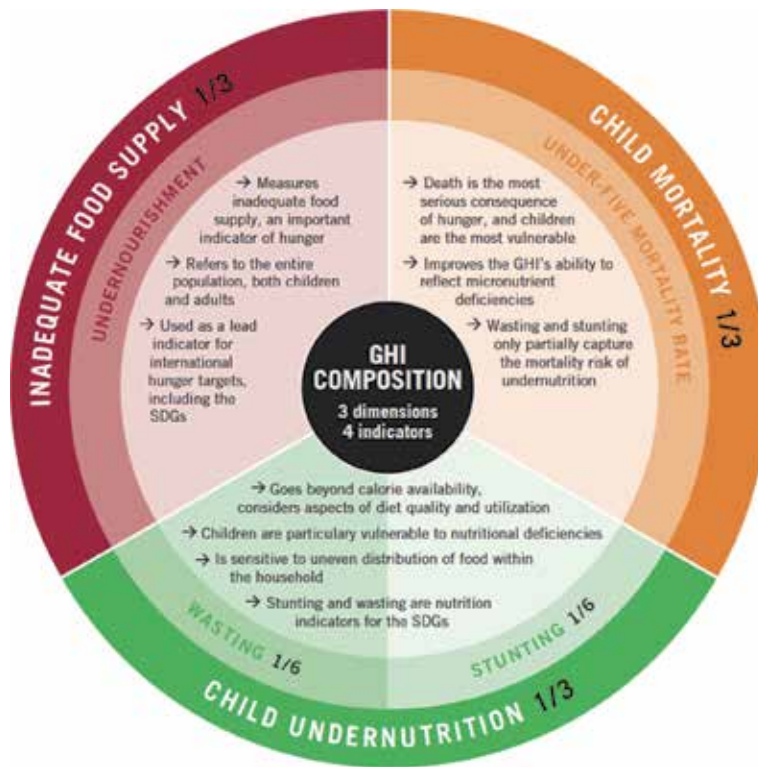 INADEQUATE FOOD SUPPLY 1/3
UNDERNOURISHMENT
→ Measures
inadequate food
supply, an important
indicator of hunger
→ Refers to the entire
population, both children
and adults
→ Used as a lead
indicator for
international
hunger targets,
including the
SDGs
CHILD MORTALITY 1/3
UNDER-FIVE MORTALITY RATE
→ Death is the most
serious consequence
of hunger, and children
are the most vulnerable
→ Improves the GHI's ability to
reflect micronutrient
deficiencies
→ Wasting and stunting
only partially capture
the mortality risk of
undernutrition
GHI
COMPOSITION
3 dimensions
4 indicators
→ Goes beyond calorie availability,
considers aspects of diet quality and utilization
→ Children are particulary vulnerable to nutritional deficiencies
→ Is sensitive to uneven distribution of food within
the household
→ Stunting and wasting are nutrition
indicators for the SDGs
WASTING 1/6
STUNTING 1/6
CHILD UNDERNUTRITION 1/3